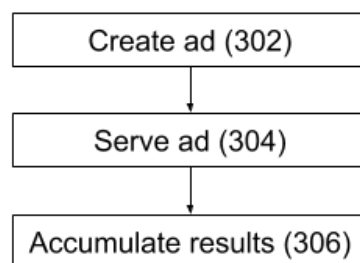 Create ad (302)
Serve ad (304)
Accumulate results (306)